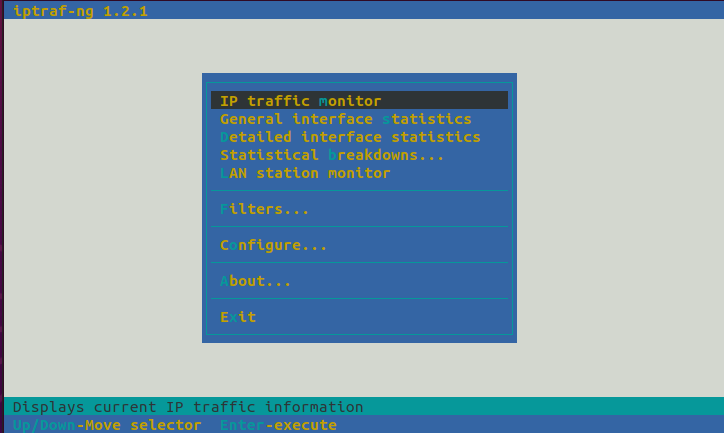 iptraf-ng 1.2.1
IP traffic monitor
General interface statistics
Detailed interface statistics
Statistical breakdowns...
LAN station monitor
Filters...
Configure...
About...
Exit
Displays current IP traffic information
Up/Down-Move selector  Enter-execute